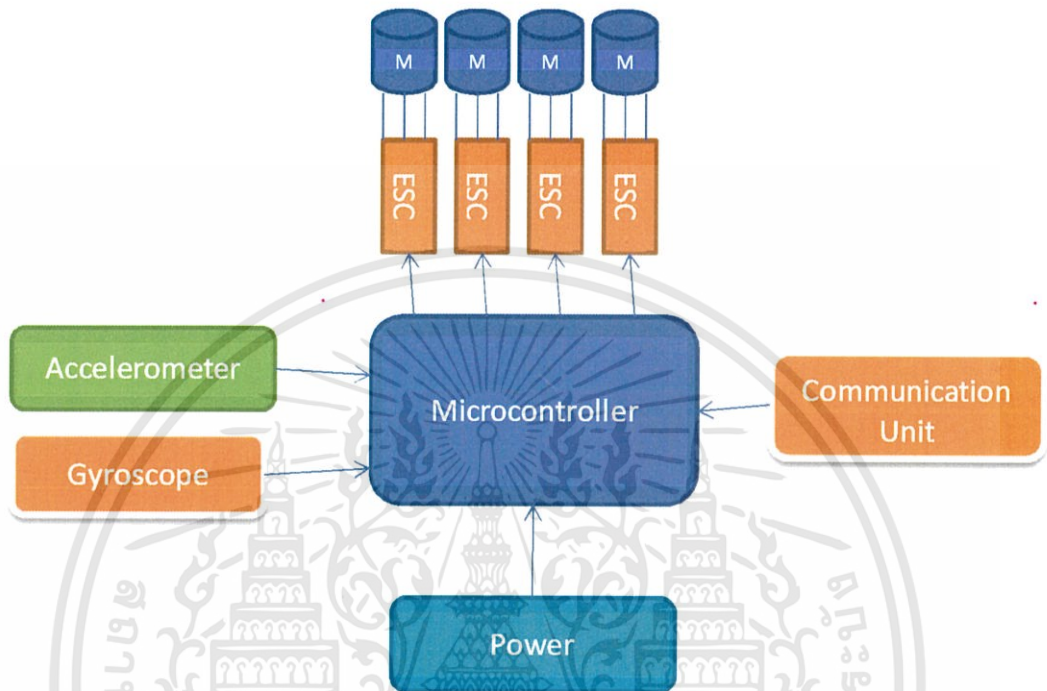 M M M M
ESC ESC ESC ESC
Accelerometer
Microcontroller
Communication
Unit
Gyroscope
Power